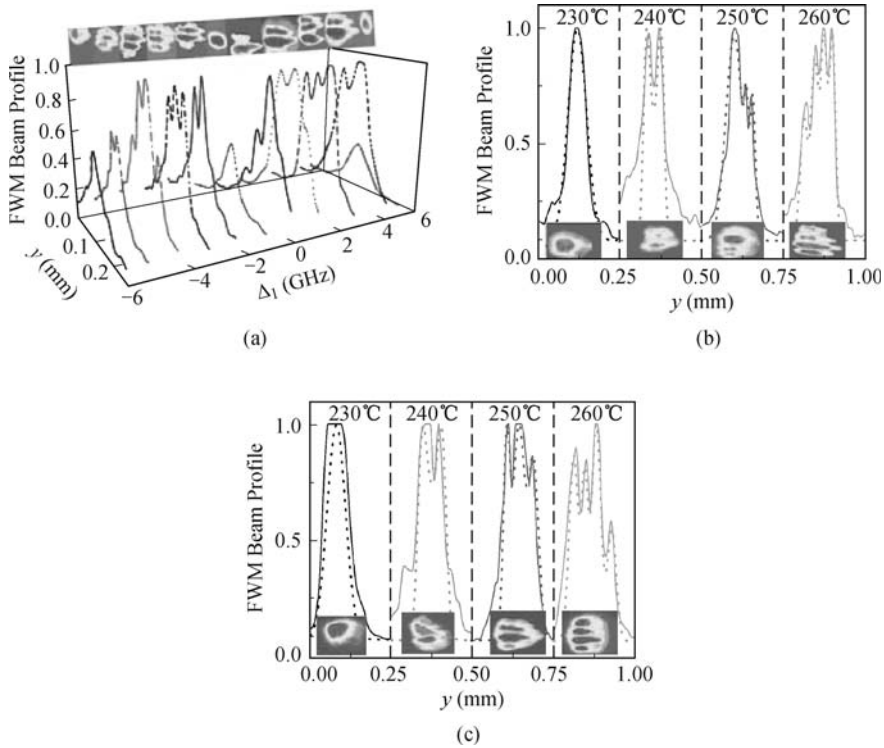 FWM Beam Profile
1.0
0.8
0.6
0.4
0.2
0.0
0.1
0.2
y (mm)
−6
−4
−2
0
2
4
6
Δ₁ (GHz)
(a)
FWM Beam Profile
1.0
0.5
0.0
230℃ 240℃ 250℃ 260℃
0 0.25 0.50 0.75 1.00
y (mm)
(b)
FWM Beam Profile
1.0
0.5
0.0
230℃ 240℃ 250℃ 260℃
0.00 0.25 0.50 0.75 1.00
y (mm)
(c)